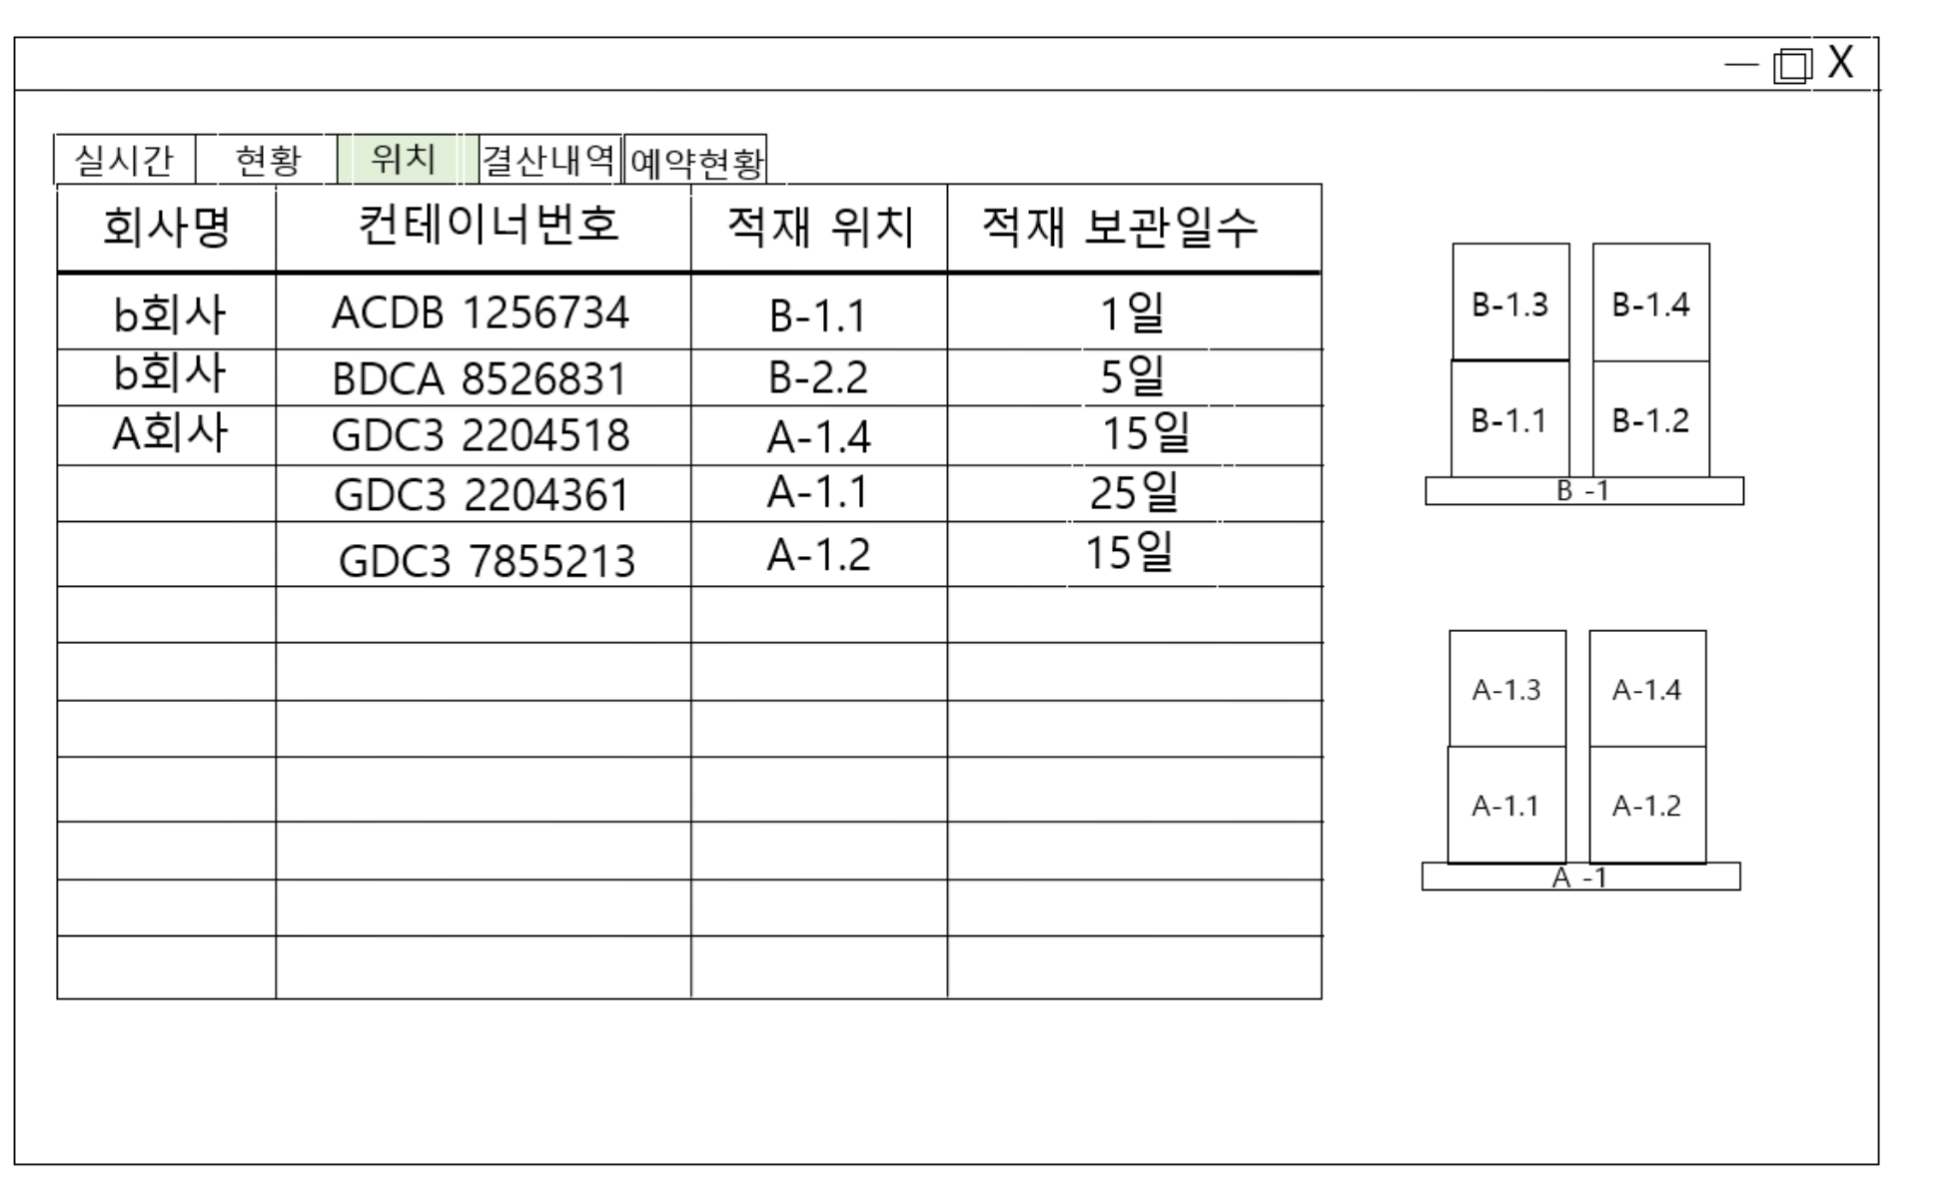 X
실시간 현황 위치 결산내역 예약현황
회사명 컨테이너번호 적재 위치 적재 보관일수
b회사 ACDB 1256734 B-1.1 1일
b회사 BDCA 8526831 B-2.2 5일
A회사 GDC3 2204518 A-1.4 15일
GDC3 2204361 A-1.1 25일
GDC3 7855213 A-1.2 15일
B-1.3 B-1.4
B-1.1 B-1.2
B -1
A-1.3 A-1.4
A-1.1 A-1.2
A -1